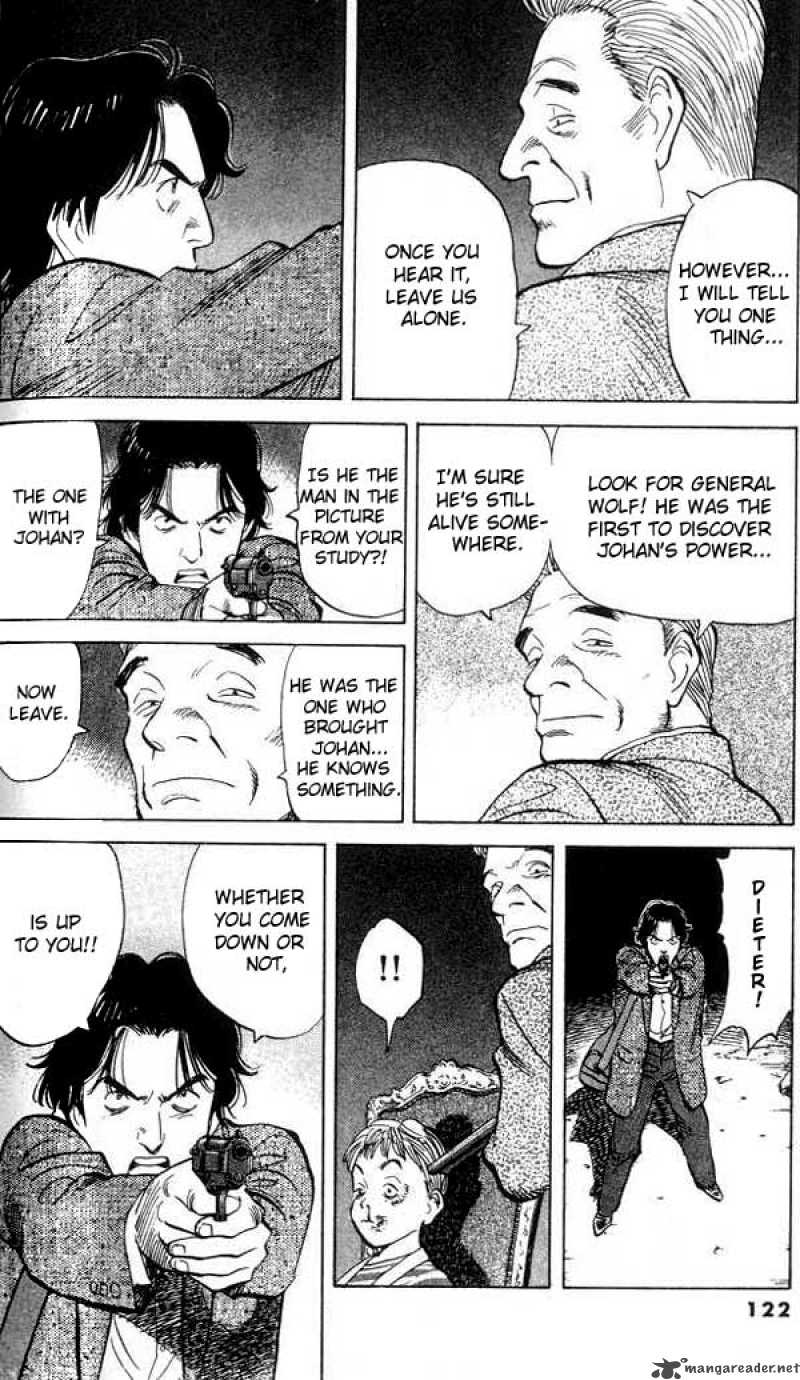 HOWEVER...
I WILL TELL
YOU ONE
THING...
ONCE YOU
HEAR IT,
LEAVE US
ALONE.
LOOK FOR GENERAL
WOLF! HE WAS THE
FIRST TO DISCOVER
JOHAN'S POWER...
I'M SURE
HE'S STILL
ALIVE SOME-
WHERE.
IS HE THE
MAN IN THE
PICTURE
FROM YOUR
STUDY?!
THE ONE
WITH
JOHAN?
HE WAS THE
ONE WHO
BROUGHT
JOHAN...
HE KNOWS
SOMETHING.
NOW
LEAVE.
DIETER!
!!
WHETHER
YOU COME
DOWN OR
NOT,
IS UP
TO YOU!!
122
mangareader.net